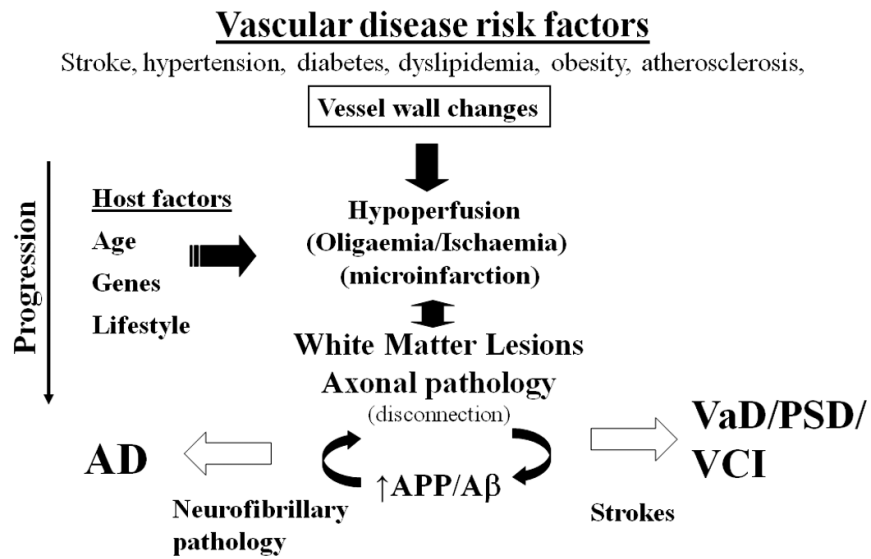 Vascular disease risk factors
Stroke, hypertension, diabetes, dyslipidemia, obesity, atherosclerosis,
Vessel wall changes
Progression
Host factors
Age
Genes
Lifestyle
Hypoperfusion
(Oligaemia/Ischaemia)
(microinfarction)
White Matter Lesions
Axonal pathology
(disconnection)
↑APP/Aβ
AD
Neurofibrillary
pathology
VaD/PSD/
VCI
Strokes